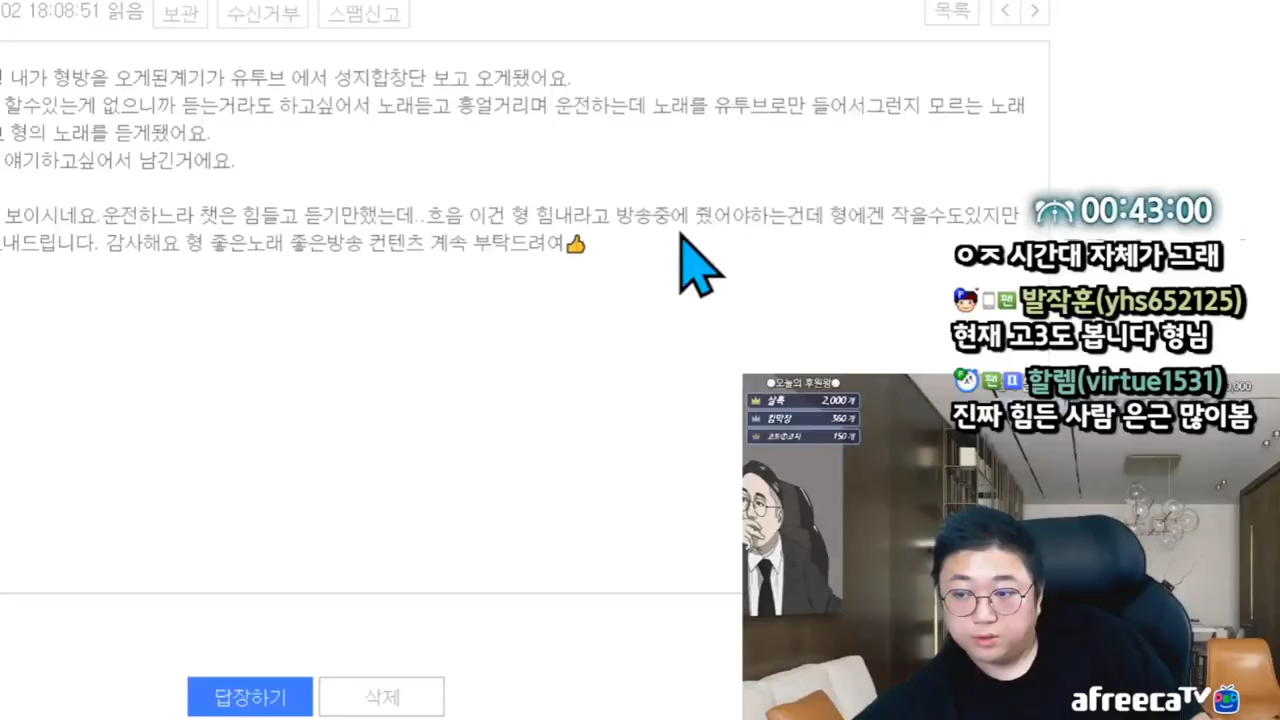 02 18:08:51 읽음 보관 수신거부 스팸신고 목록
내가 형방을 오게된계기가 유투브 에서 성지합창단 보고 오게됐어요.
할수있는게 없으니까 듣는거라도 하고싶어서 노래듣고 흥얼거리며 운전하는데 노래를 유투브로만 들어서그런지 모르는 노래
형의 노래를 듣게됐어요.
얘기하고싶어서 남긴거에요.
보이시네요.운전하느라 챗은 힘들고 듣기만했는데..흐음 이건 형 힘내라고 방송중에 줬어야하는건데 형에겐 작을수도있지만
내드립니다. 감사해요 형 좋은노래 좋은방송 컨텐츠 계속 부탁드려여👍
00:43:00
ㅇㅈ 시간대 자체가 그래
팬 발작훈(yhs652125)
현재 고3도 봅니다 형님
팬 할렘(virtue1531)
진짜 힘든 사람 은근 많이봄
●오늘의 후원왕●
살룩 2,000개
킴막장 360개
150개
답장하기 삭제
afreecaTV